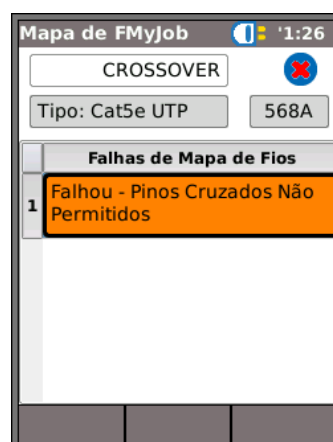 Mapa de FMyJob '1:26
CROSSOVER
Tipo: Cat5e UTP 568A
Falhas de Mapa de Fios
1 Falhou - Pinos Cruzados Não
Permitidos